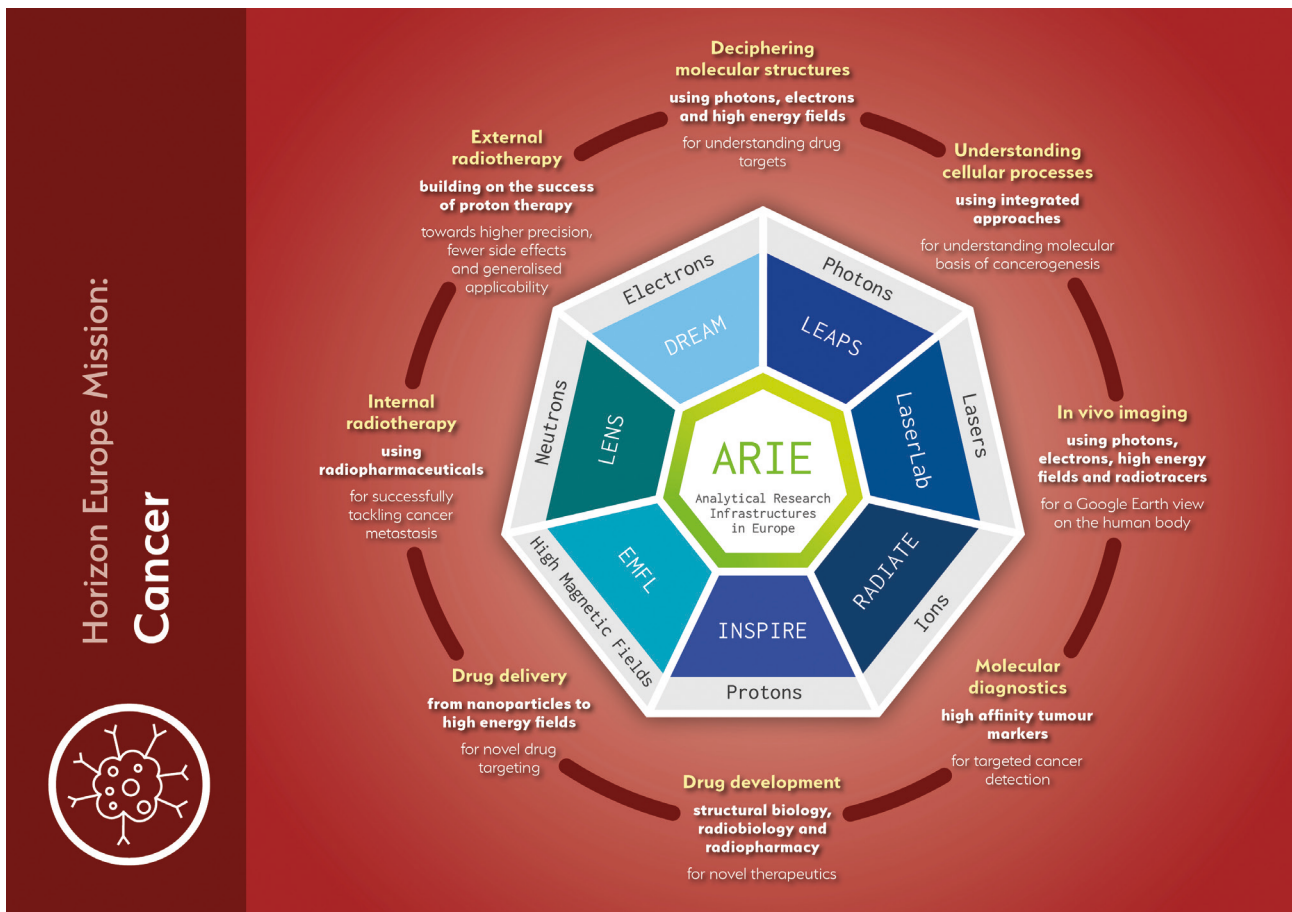 Horizon Europe Mission:
Cancer
Deciphering
molecular structures
using photons, electrons
and high energy fields
for understanding drug
targets
Understanding
cellular processes
using integrated
approaches
for understanding molecular
basis of cancerogenesis
In vivo imaging
using photons,
electrons, high energy
fields and radiotracers
for a Google Earth view
on the human body
Molecular
diagnostics
high affinity tumour
markers
for targeted cancer
detection
Drug development
structural biology,
radiobiology and
radiopharmacy
for novel therapeutics
Drug delivery
from nanoparticles to
high energy fields
for novel drug
targeting
Internal
radiotherapy
using
radiopharmaceuticals
for successfully
tackling cancer
metastasis
External
radiotherapy
building on the success
of proton therapy
towards higher precision,
fewer side effects
and generalised
applicability
Electrons
DREAM
Photons
LEAPS
Lasers
LaserLab
Ions
RADIATE
INSPIRE
Protons
High Magnetic Fields
EMFL
Neutrons
LENS
ARIE
Analytical Research
Infrastructures
in Europe